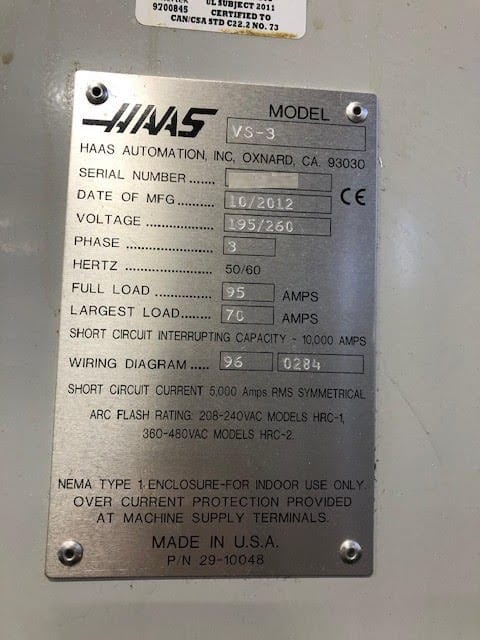 9700845
UL SUBJECT 2011
CERTIFIED TO
CAN/CSA STD C22.2 NO. 73
HAAS
MODEL
VS-3
HAAS AUTOMATION, INC, OXNARD, CA. 93030
SERIAL NUMBER ......
DATE OF MFG...... 10/2012 CE
VOLTAGE ............... 195/260
PHASE .................. 3
HERTZ ................... 50/60
FULL LOAD ............. 95 AMPS
LARGEST LOAD...... 70 AMPS
SHORT CIRCUIT INTERRUPTING CAPACITY - 10,000 AMPS
WIRING DIAGRAM ..... 96 0284
SHORT CIRCUIT CURRENT 5,000 Amps RMS SYMMETRICAL
ARC FLASH RATING: 208-240VAC MODELS HRC-1,
360-480VAC MODELS HRC-2.
NEMA TYPE 1 ENCLOSURE-FOR INDOOR USE ONLY.
OVER CURRENT PROTECTION PROVIDED
AT MACHINE SUPPLY TERMINALS.
MADE IN U.S.A.
P/N 29-10048